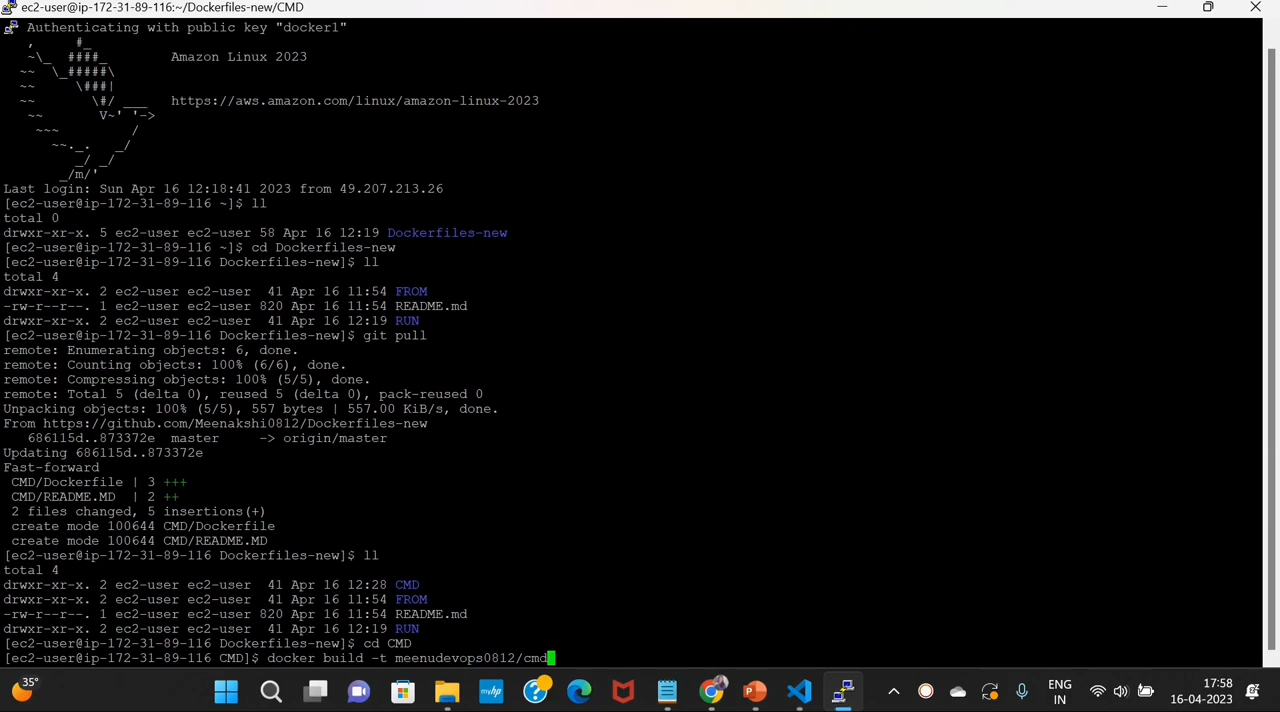 ec2-user@ip-172-31-89-116:~/Dockerfiles-new/CMD
Authenticating with public key "docker1"
   ,     #_
   ~\_  ####_        Amazon Linux 2023
  ~~  \_#####\
  ~~     \###|
  ~~       \#/ ___   https://aws.amazon.com/linux/amazon-linux-2023
   ~~       V~' '->
    ~~~         /
      ~~._.   _/
         _/ _/
       _/m/'
Last login: Sun Apr 16 12:18:41 2023 from 49.207.213.26
[ec2-user@ip-172-31-89-116 ~]$ ll
total 0
drwxr-xr-x. 5 ec2-user ec2-user 58 Apr 16 12:19 Dockerfiles-new
[ec2-user@ip-172-31-89-116 ~]$ cd Dockerfiles-new
[ec2-user@ip-172-31-89-116 Dockerfiles-new]$ ll
total 4
drwxr-xr-x. 2 ec2-user ec2-user  41 Apr 16 11:54 FROM
-rw-r--r--. 1 ec2-user ec2-user 820 Apr 16 11:54 README.md
drwxr-xr-x. 2 ec2-user ec2-user  41 Apr 16 12:19 RUN
[ec2-user@ip-172-31-89-116 Dockerfiles-new]$ git pull
remote: Enumerating objects: 6, done.
remote: Counting objects: 100% (6/6), done.
remote: Compressing objects: 100% (5/5), done.
remote: Total 5 (delta 0), reused 5 (delta 0), pack-reused 0
Unpacking objects: 100% (5/5), 557 bytes | 557.00 KiB/s, done.
From https://github.com/Meenakshi0812/Dockerfiles-new
   686115d..873372e  master     -> origin/master
Updating 686115d..873372e
Fast-forward
 CMD/Dockerfile | 3 +++
 CMD/README.MD  | 2 ++
 2 files changed, 5 insertions(+)
 create mode 100644 CMD/Dockerfile
 create mode 100644 CMD/README.MD
[ec2-user@ip-172-31-89-116 Dockerfiles-new]$ ll
total 4
drwxr-xr-x. 2 ec2-user ec2-user  41 Apr 16 12:28 CMD
drwxr-xr-x. 2 ec2-user ec2-user  41 Apr 16 11:54 FROM
-rw-r--r--. 1 ec2-user ec2-user 820 Apr 16 11:54 README.md
drwxr-xr-x. 2 ec2-user ec2-user  41 Apr 16 12:19 RUN
[ec2-user@ip-172-31-89-116 Dockerfiles-new]$ cd CMD
[ec2-user@ip-172-31-89-116 CMD]$ docker build -t meenudevops0812/cmd
35°
myhp
ENG
IN
17:58
16-04-2023